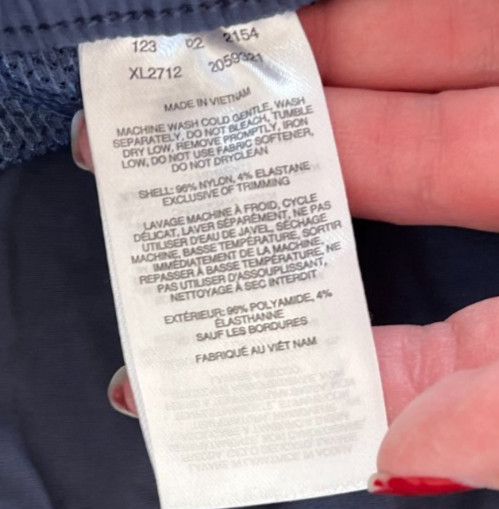 123 02 2154
XL2712 2059321
MADE IN VIETNAM
MACHINE WASH COLD GENTLE, WASH
SEPARATELY, DO NOT BLEACH, TUMBLE
DRY LOW, REMOVE PROMPTLY, IRON
LOW, DO NOT USE FABRIC SOFTENER,
DO NOT DRYCLEAN
SHELL: 96% NYLON, 4% ELASTANE
EXCLUSIVE OF TRIMMING
LAVAGE MACHINE À FROID, CYCLE
DÉLICAT, LAVER SÉPARÉMENT, NE PAS
UTILISER D'EAU DE JAVEL, SÉCHAGE
MACHINE, BASSE TEMPÉRATURE, SORTIR
IMMÉDIATEMENT DE LA MACHINE,
REPASSER À BASSE TEMPÉRATURE, NE
PAS UTILISER D'ASSOUPLISSANT,
NETTOYAGE À SEC INTERDIT
EXTÉRIEUR: 96% POLYAMIDE, 4%
ÉLASTHANNE
SAUF LES BORDURES
FABRIQUÉ AU VIÊT NAM